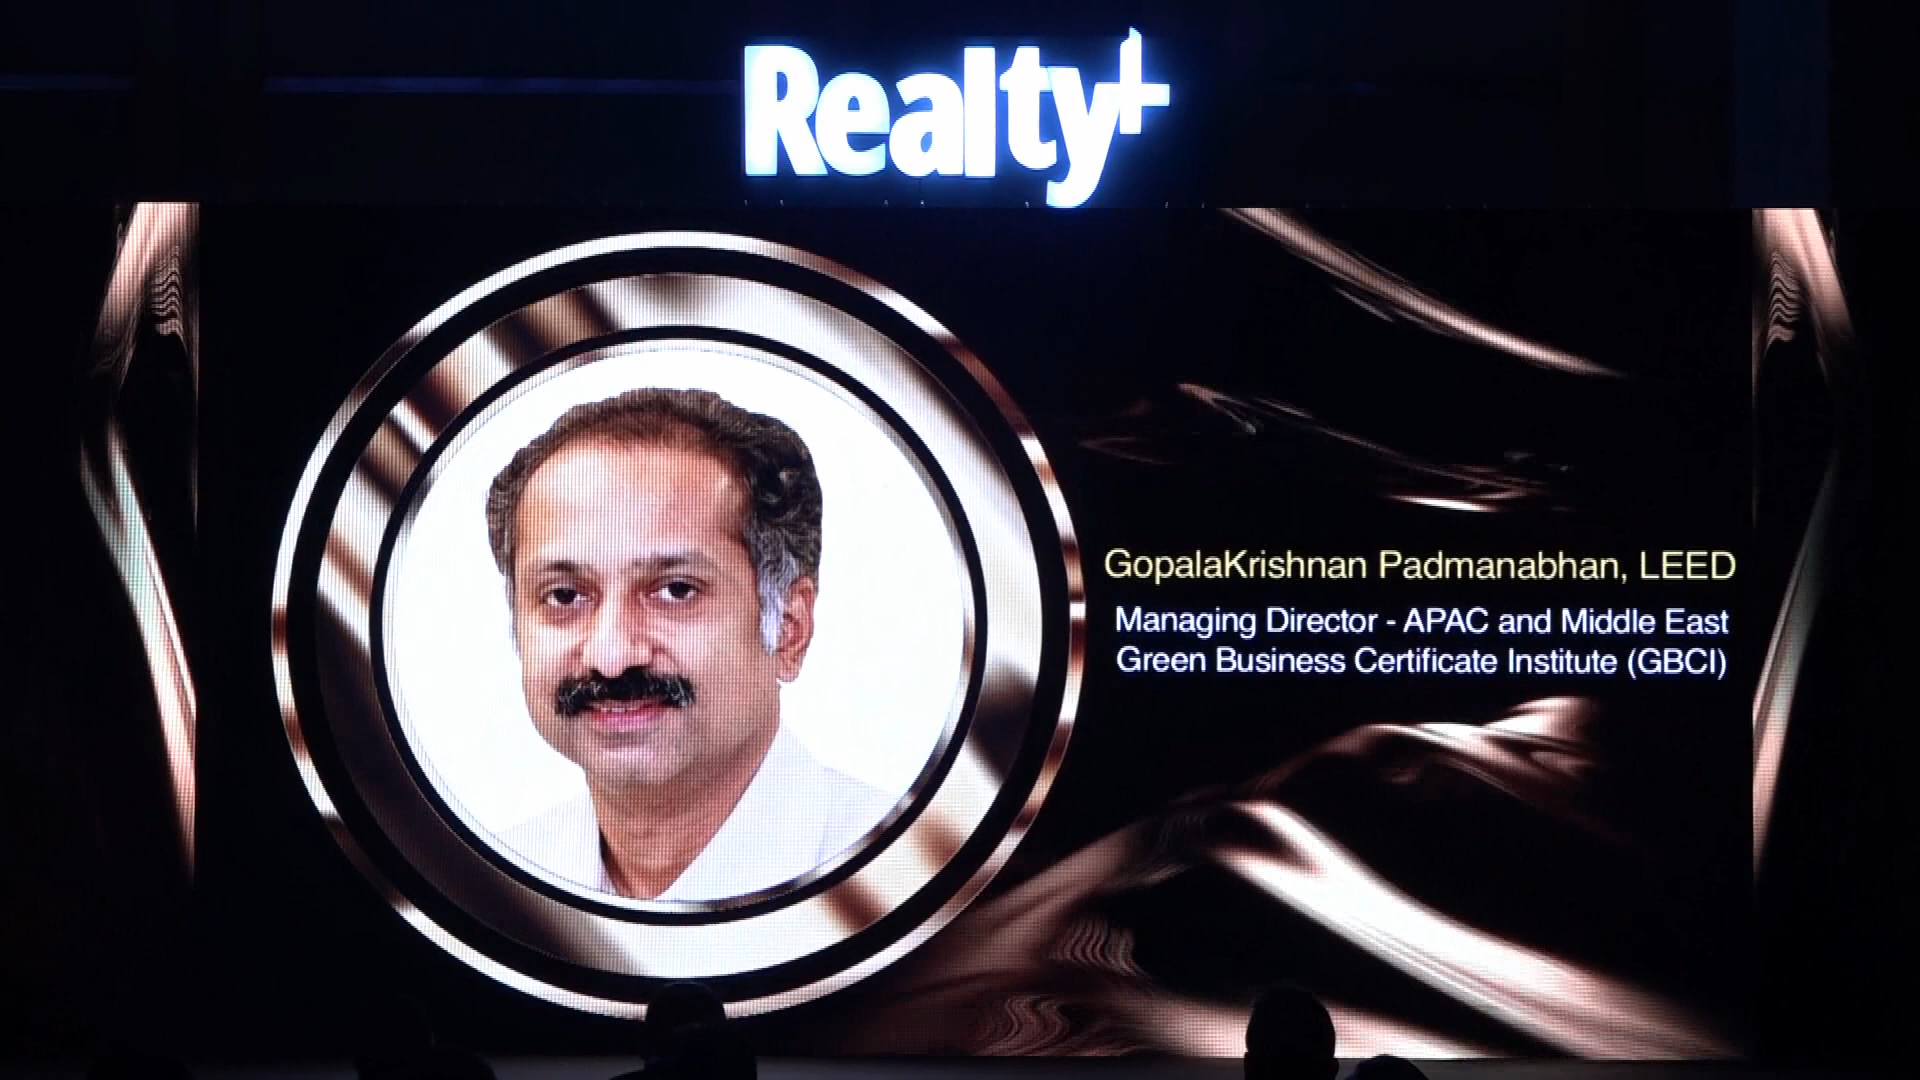 Realty+
GopalaKrishnan Padmanabhan, LEED
Managing Director - APAC and Middle East
Green Business Certificate Institute (GBCI)